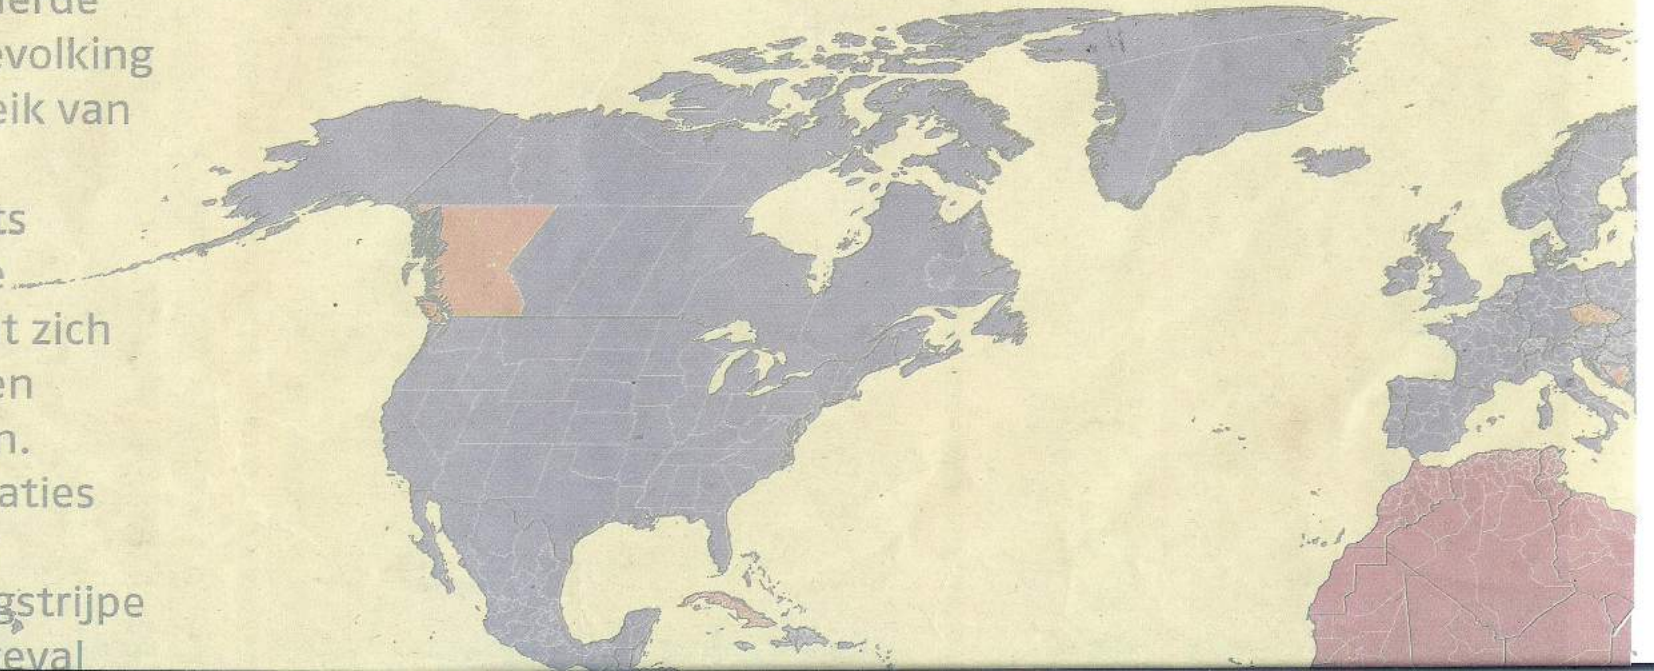 evolking
eik van
ts
e
t zich
en
n.
aties
gstrijpe